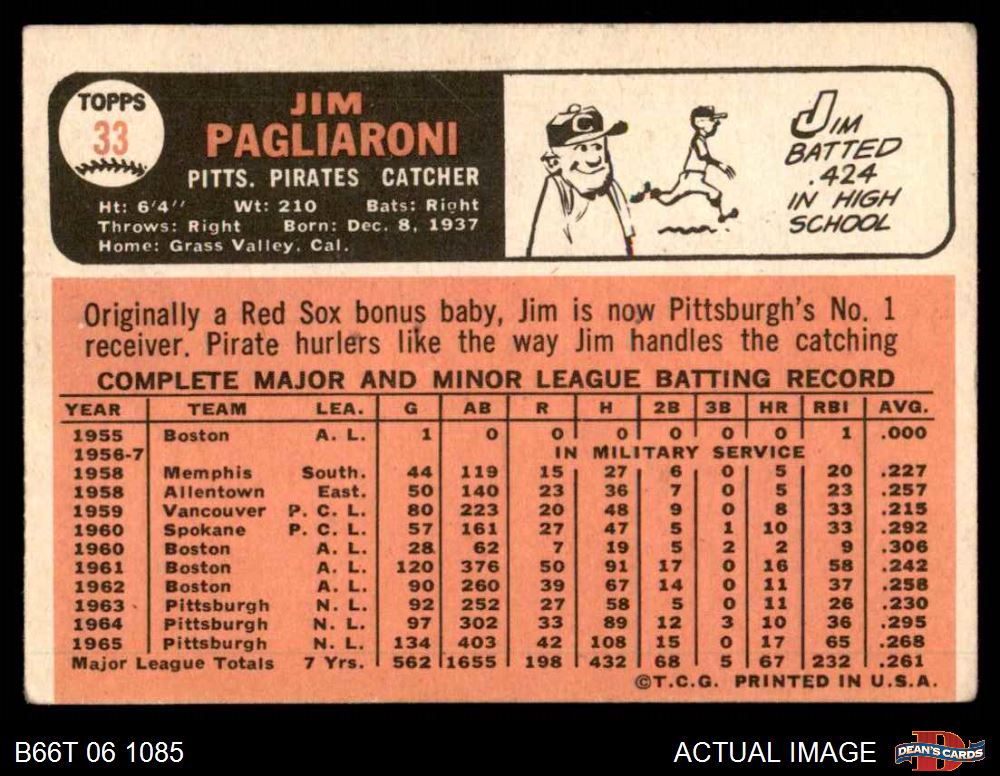 TOPPS
33
JIM
PAGLIARONI
PITTS. PIRATES CATCHER
Ht: 6'4" Wt: 210 Bats: Right
Throws: Right Born: Dec. 8, 1937
Home: Grass Valley, Cal.
C
JIM
BATTED
.424
IN HIGH
SCHOOL
Originally a Red Sox bonus baby, Jim is now Pittsburgh's No. 1
receiver. Pirate hurlers like the way Jim handles the catching
COMPLETE MAJOR AND MINOR LEAGUE BATTING RECORD
YEAR TEAM LEA. G AB R H 2B 3B HR RBI AVG.
1955 Boston A. L. 1 0 0 0 0 0 0 1 .000
1956-7 IN MILITARY SERVICE
1958 Memphis South. 44 119 15 27 6 0 5 20 .227
1958 Allentown East. 50 140 23 36 7 0 5 23 .257
1959 Vancouver P. C. L. 80 223 20 48 9 0 8 33 .215
1960 Spokane P. C. L. 57 161 27 47 5 1 10 33 .292
1960 Boston A. L. 28 62 7 19 5 2 2 9 .306
1961 Boston A. L. 120 376 50 91 17 0 16 58 .242
1962 Boston A. L. 90 260 39 67 14 0 11 37 .258
1963 Pittsburgh N. L. 92 252 27 58 5 0 11 26 .230
1964 Pittsburgh N. L. 97 302 33 89 12 3 10 36 .295
1965 Pittsburgh N. L. 134 403 42 108 15 0 17 65 .268
Major League Totals 7 Yrs. 562 1655 198 432 68 5 67 232 .261
©T.C.G. PRINTED IN U.S.A.
B66T 06 1085
ACTUAL IMAGE
DEAN'S CARDS